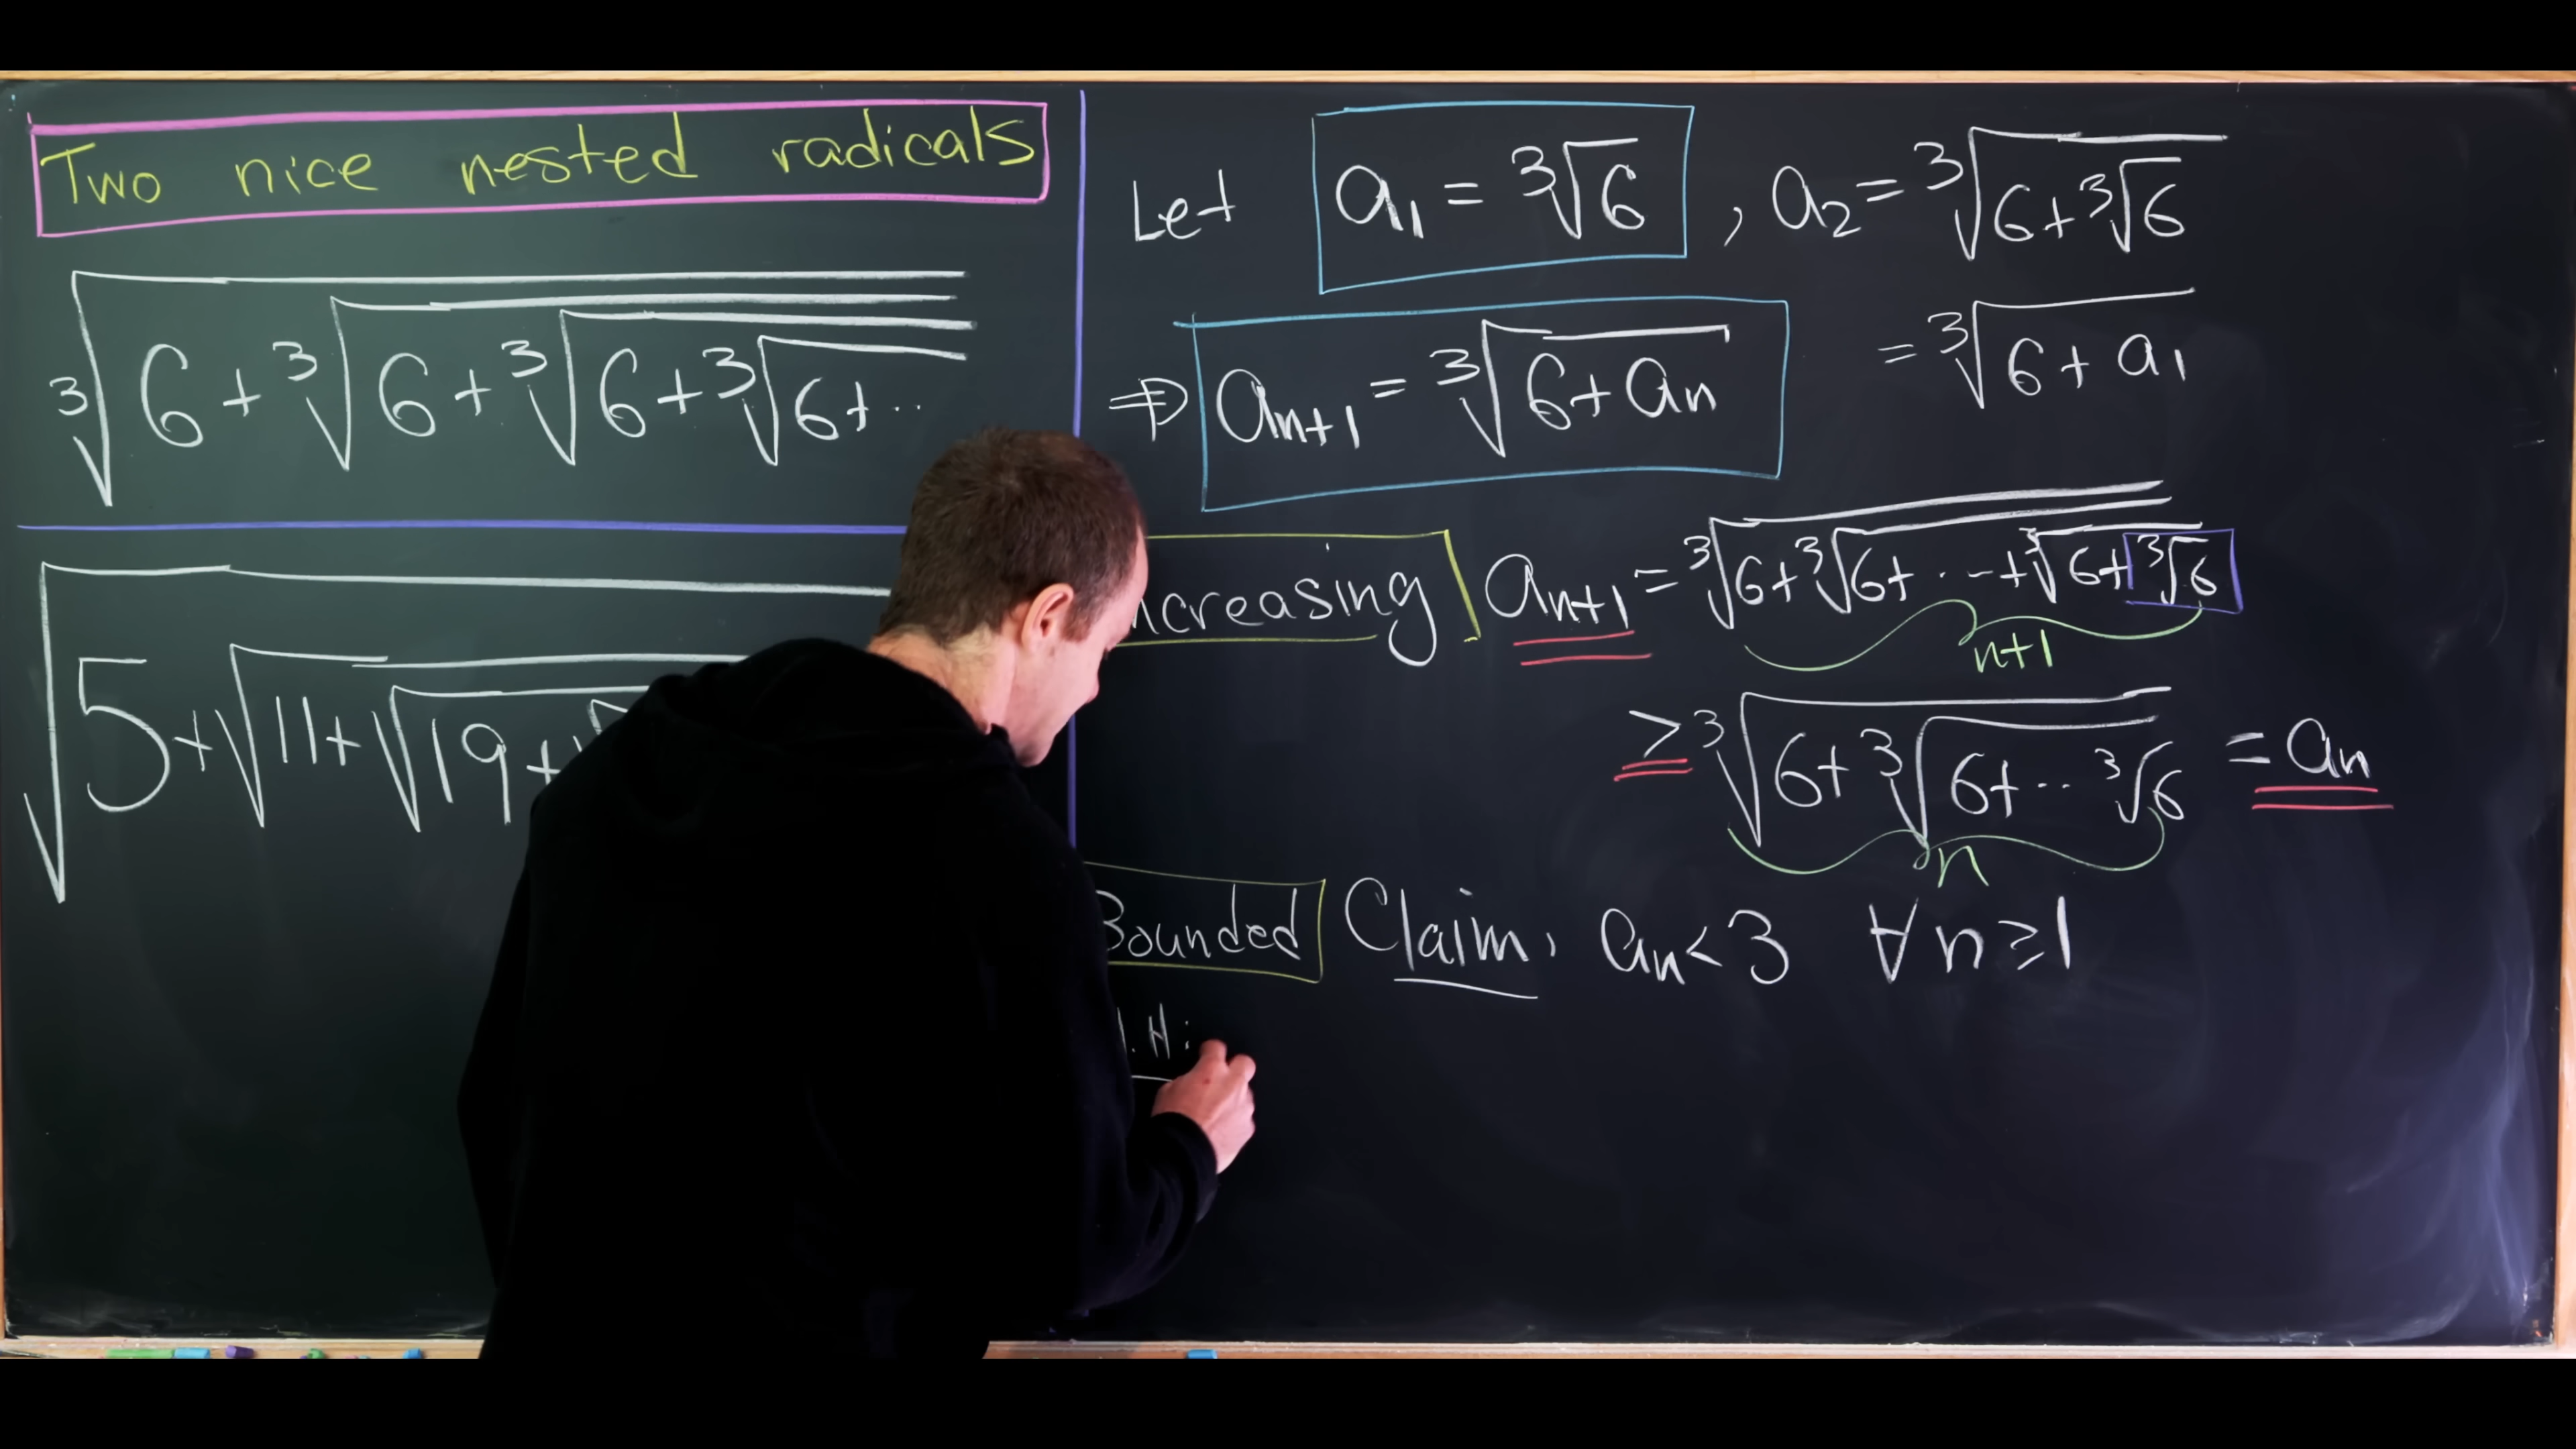 Two nice nested radicals
∛(6+∛(6+∛(6+∛(6+...
√(5+√(11+√(19+√
Let a₁ = ∛6 , a₂ = ∛(6+∛6)
= ∛(6+a₁)
⇒ aₙ₊₁ = ∛(6+aₙ)
ncreasing aₙ₊₁ = ∛(6+∛(6+...+∛(6+∛6)))
n+1
≥ ∛(6+∛(6+...∛6)) = aₙ
n
Bounded Claim: aₙ<3 ∀n≥1
I.H: